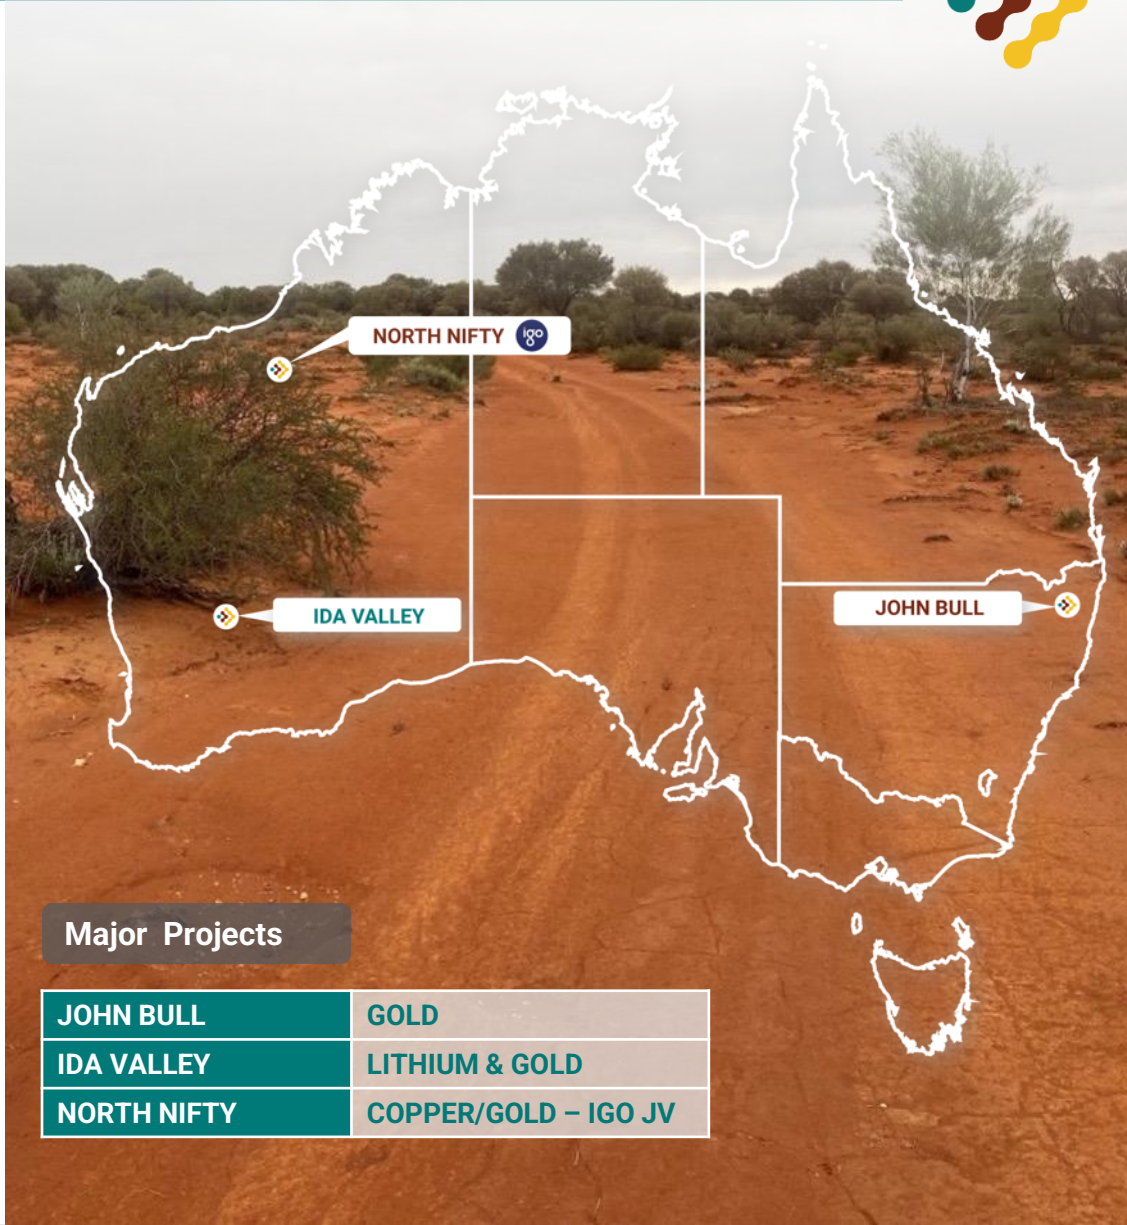 NORTH NIFTY igo
IDA VALLEY
JOHN BULL
Major Projects
JOHN BULL GOLD
IDA VALLEY LITHIUM & GOLD
NORTH NIFTY COPPER/GOLD – IGO JV